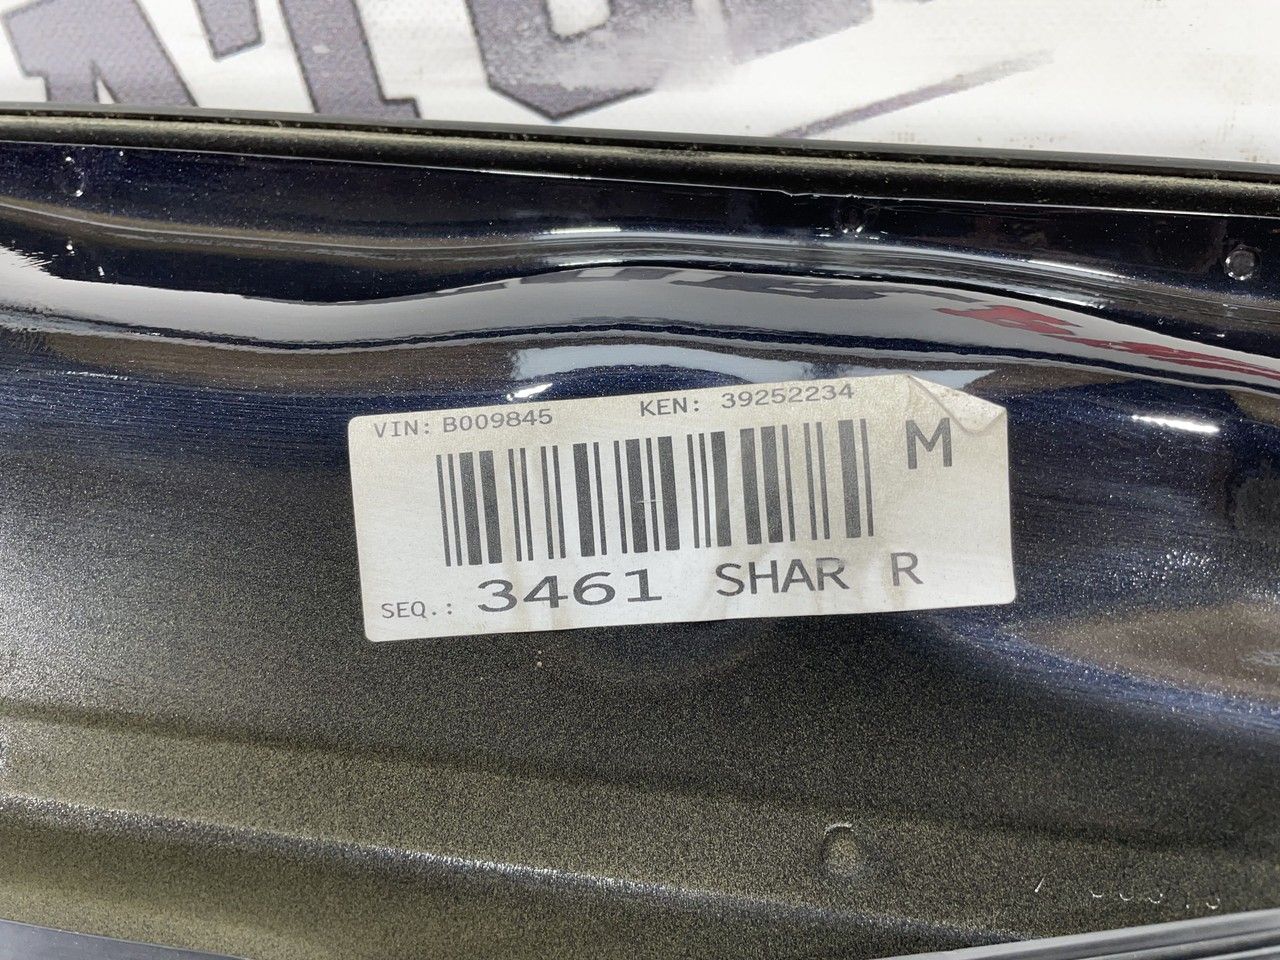 VIN: B009845 KEN: 39252234
M
SEQ.: 3461 SHAR R